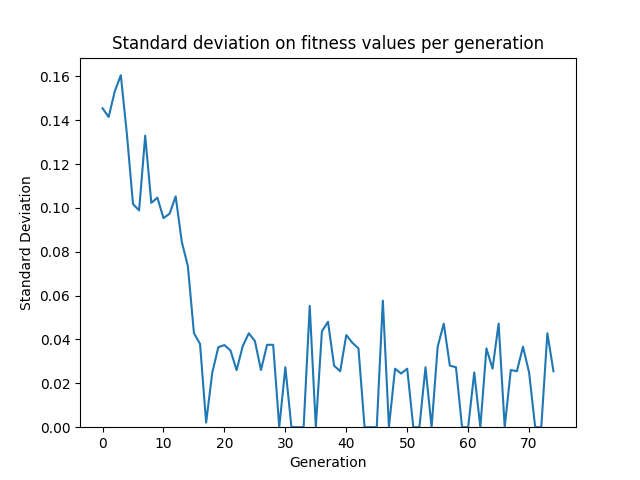 Standard deviation on fitness values per generation
0.16
0.14
0.12
0.10
0.08
0.06
0.04
0.02
0.00
Standard Deviation
0 10 20 30 40 50 60 70
Generation